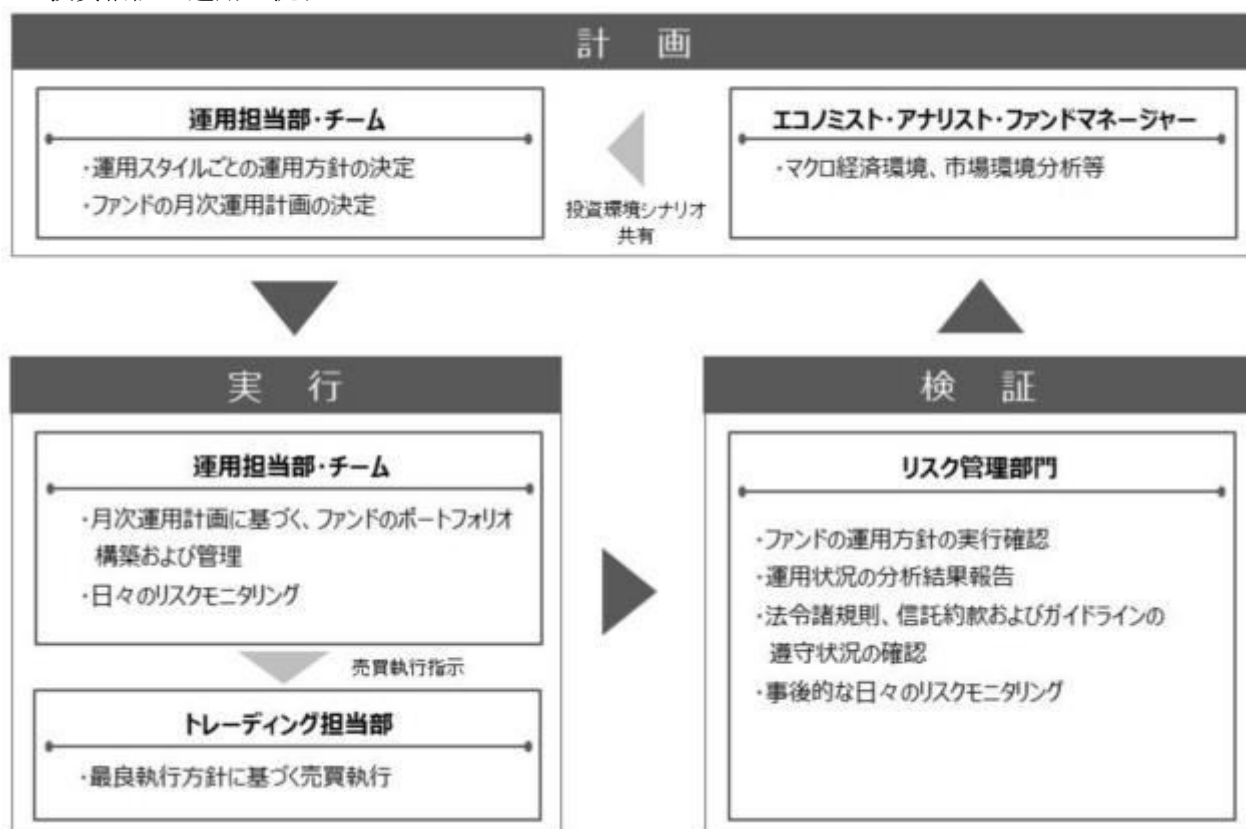 計 画
運用担当部・チーム
・運用スタイルごとの運用方針の決定
・ファンドの月次運用計画の決定
投資環境シナリオ
共有
エコノミスト・アナリスト・ファンドマネージャー
・マクロ経済環境、市場環境分析等
実 行
運用担当部・チーム
・月次運用計画に基づく、ファンドのポートフォリオ
構築および管理
・日々のリスクモニタリング
売買執行指示
トレーディング担当部
・最良執行方針に基づく売買執行
検 証
リスク管理部門
・ファンドの運用方針の実行確認
・運用状況の分析結果報告
・法令諸規則、信託約款およびガイドラインの
遵守状況の確認
・事後的な日々のリスクモニタリング